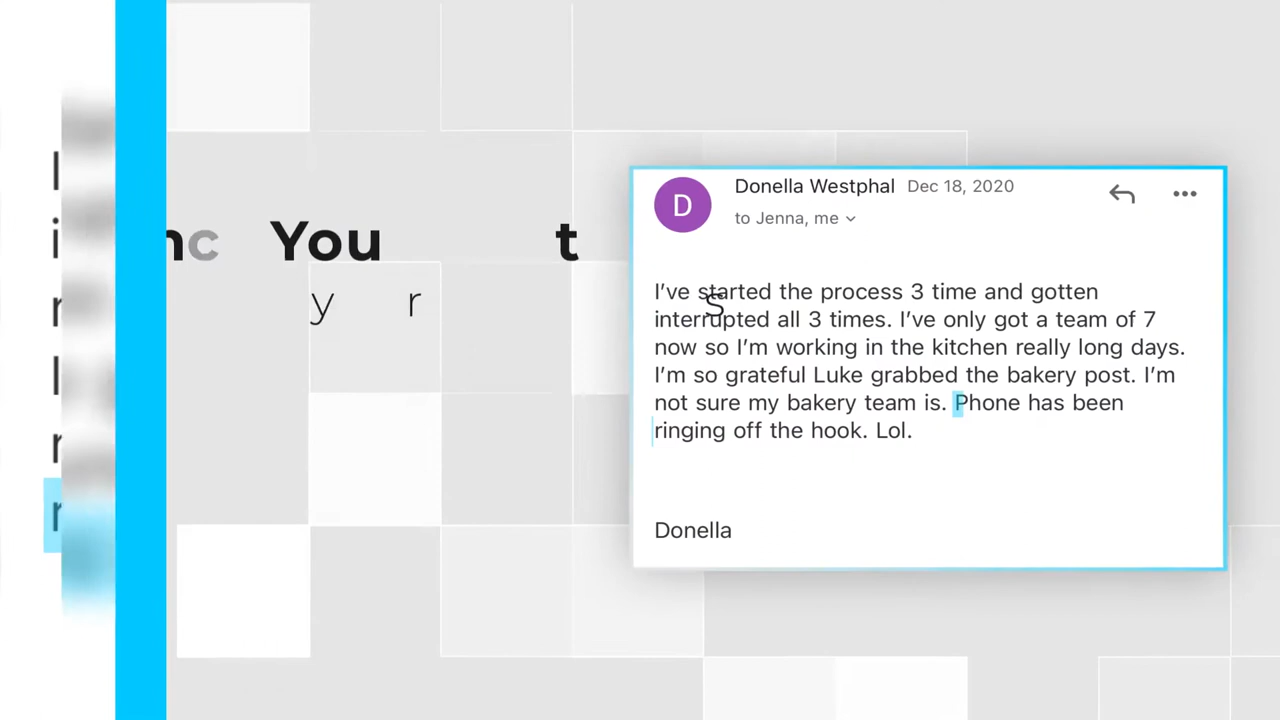 You
Donella Westphal Dec 18, 2020
to Jenna, me
D
I’ve started the process 3 time and gotten
interrupted all 3 times. I’ve only got a team of 7
now so I’m working in the kitchen really long days.
I’m so grateful Luke grabbed the bakery post. I’m
not sure my bakery team is. Phone has been
ringing off the hook. Lol.
Donella